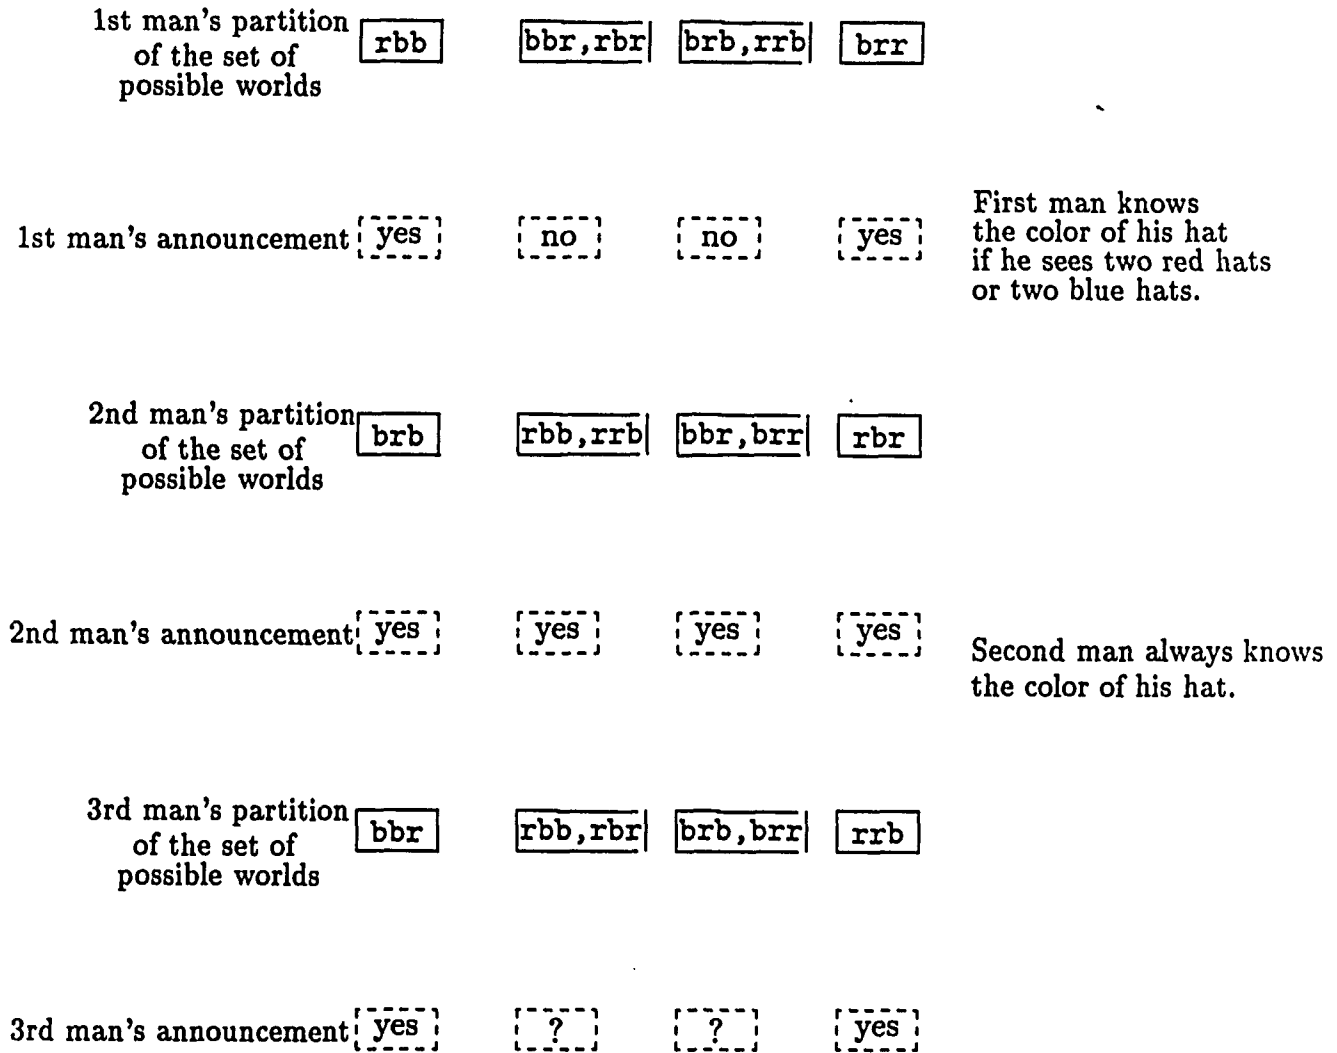 1st man's partition
of the set of
possible worlds
rbb
bbr,rbr
brb,rrb
brr
1st man's announcement
yes
no
no
yes
First man knows
the color of his hat
if he sees two red hats
or two blue hats.
2nd man's partition
of the set of
possible worlds
brb
rbb,rrb
bbr,brr
rbr
2nd man's announcement
yes
yes
yes
yes
Second man always knows
the color of his hat.
3rd man's partition
of the set of
possible worlds
bbr
rbb,rbr
brb,brr
rrb
3rd man's announcement
yes
?
?
yes